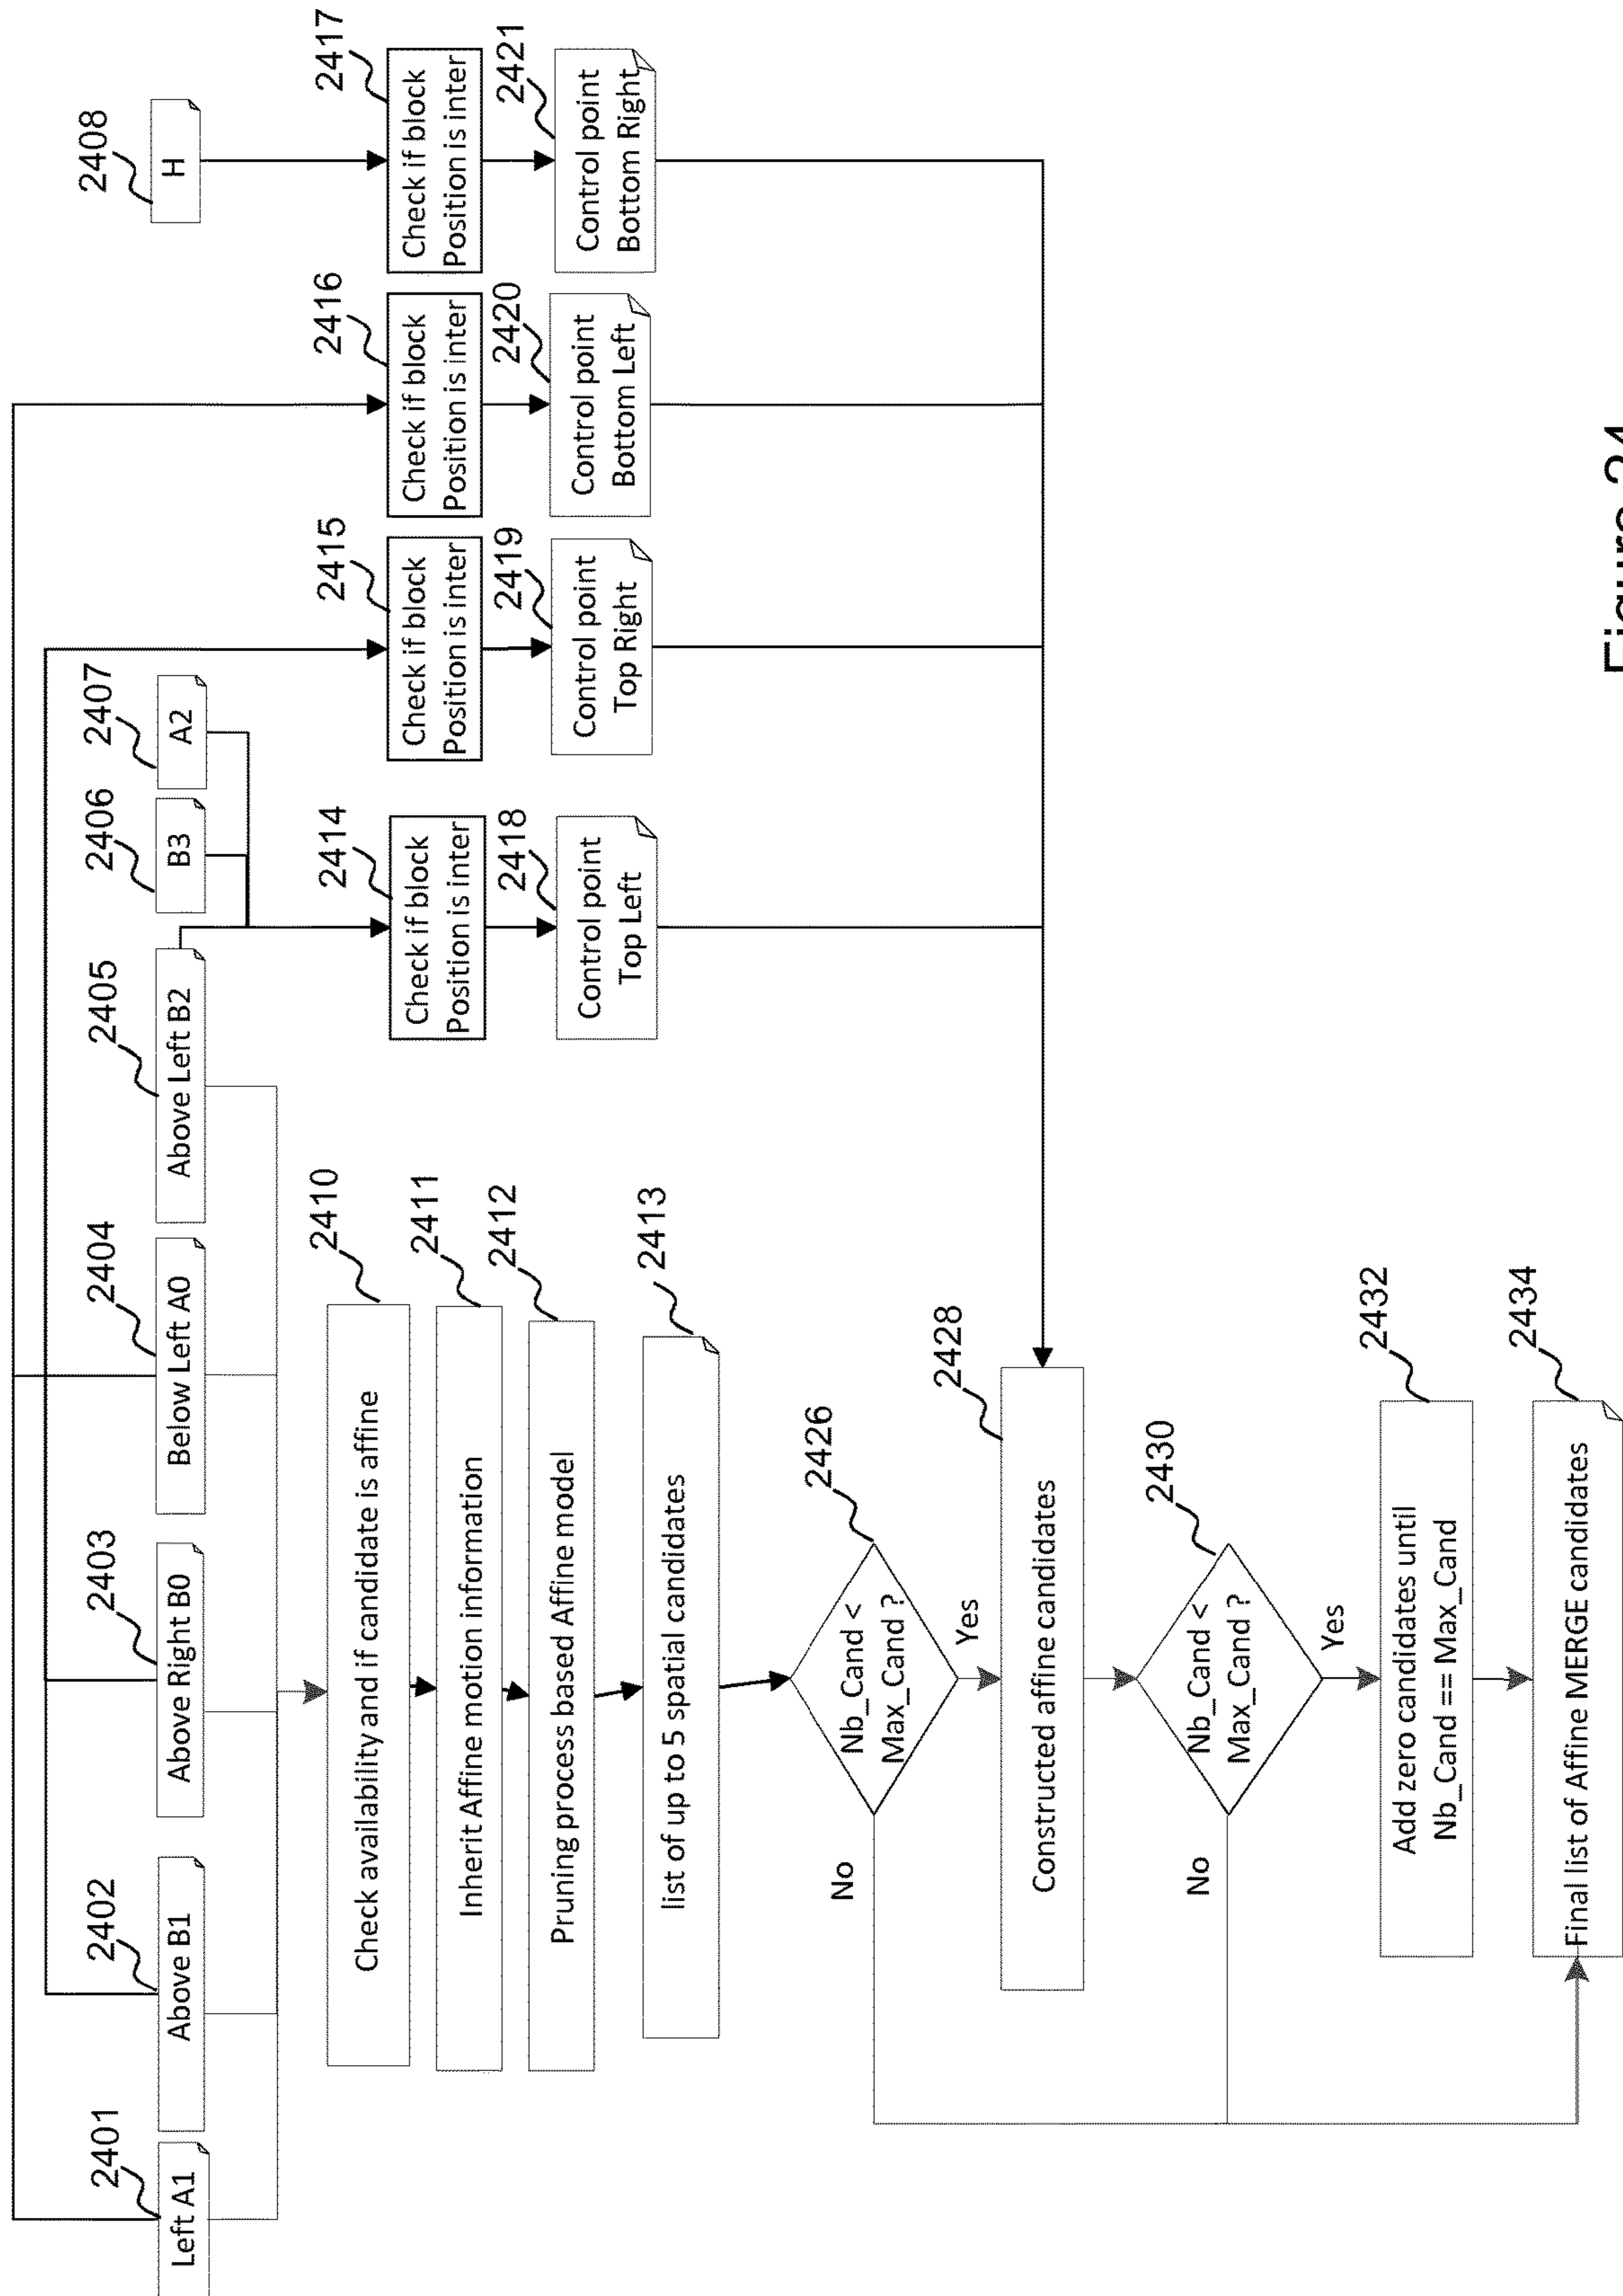 2401
Left A1
2402
Above B1
2403
Above Right B0
2404
Below Left A0
2405
Above Left B2
2406
B3
2407
A2
2408
H
2410
Check availability and if candidate is affine
2411
Inherit Affine motion information
2412
Pruning process based Affine model
2413
list of up to 5 spatial candidates
2414
Check if block
Position is inter
2415
Check if block
Position is inter
2416
Check if block
Position is inter
2417
Check if block
Position is inter
2418
Control point
Top Left
2419
Control point
Top Right
2420
Control point
Bottom Left
2421
Control point
Bottom Right
2426
Nb_Cand <
Max_Cand ?
No
Yes
2428
Constructed affine candidates
2430
Nb_Cand <
Max_Cand ?
No
Yes
2432
Add zero candidates until
Nb_Cand == Max_Cand
2434
Final list of Affine MERGE candidates
Figure 24